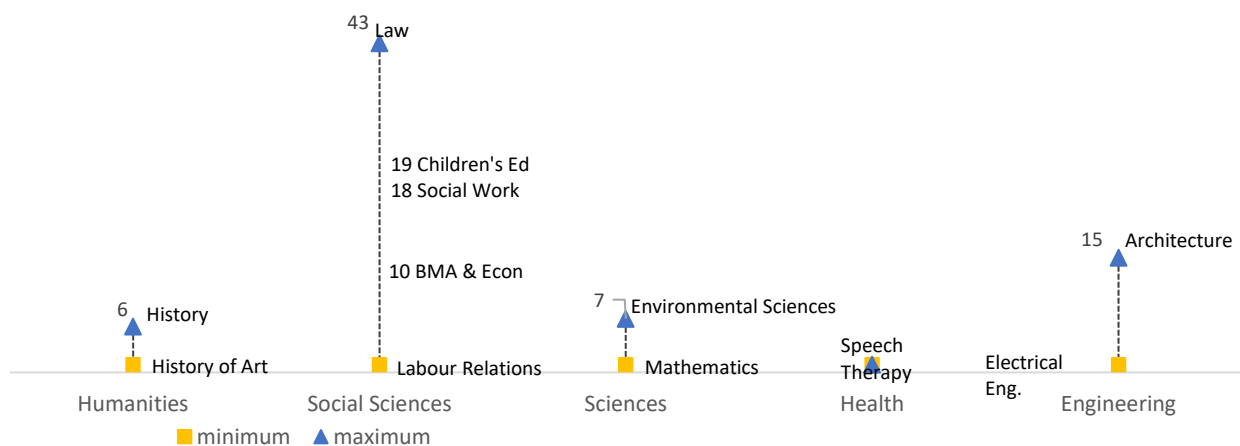 43 Law
19 Children's Ed
18 Social Work
15 Architecture
10 BMA & Econ
6 History
7 Environmental Sciences
History of Art
Labour Relations
Mathematics
Speech
Therapy
Electrical
Eng.
Humanities
Social Sciences
Sciences
Health
Engineering
minimum
maximum